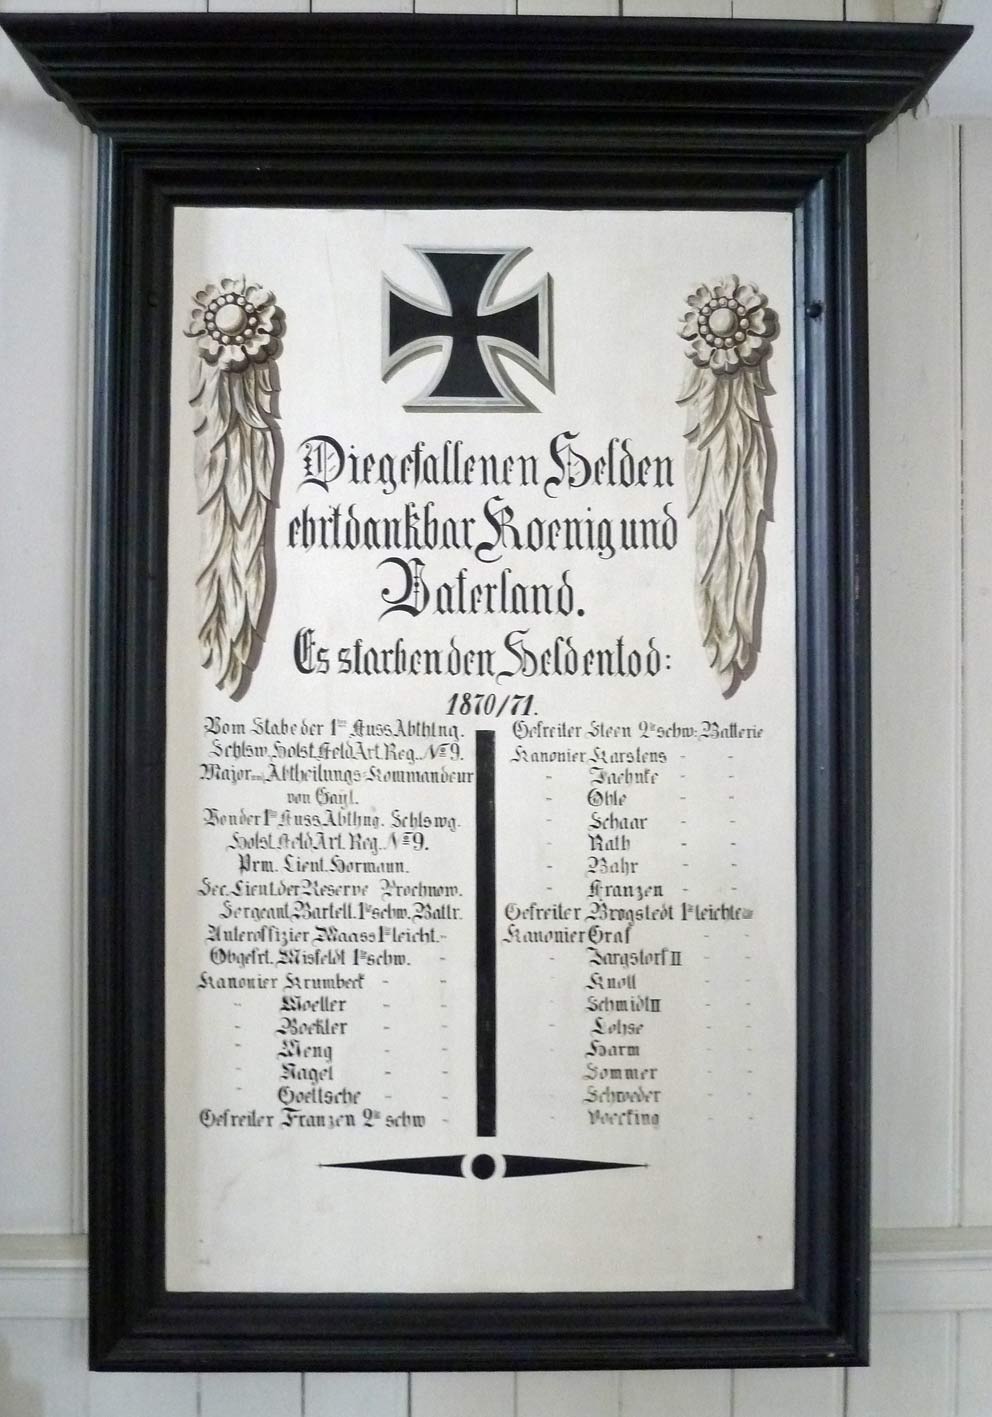 Die gefallenen Helden
ehrt dankbar Koenig und
Vaterland.
Es starben den Heldentod:
1870/71.
Vom Stabe der 1ten Fuss Abthlng.
Schlsw. Holst. Feld Art. Reg. No 9.
Major und Abtheilungs-Kommandeur
von Gayl.
Von der 1ten Fuss Abthng. Schlswg.
Holst. Feld Art. Reg. No 9.
Prm. Lieut. Hormann.
Sec. Lieut. der Reserve Prochnow.
Sergeant Bartelt. 1te schw. Battr.
Unteroffizier Maass 1te leicht. -
Obgefrt. Misfeldt 1te schw. -
Kanonier Krumbeck - -
" Moeller - -
" Boekler - -
" Meng - -
" Nagel - -
" Goettsche - -
Gefreiter Franzen 2te schw -
Gefreiter Steen 2te schw: Batterie
Kanonier Karstens - -
" Jaehnke - -
" Ohle - -
" Schaar - -
" Rath - -
" Bahr - -
" Franzen - -
Gefreiter Brogstedt 1te leichte
Kanonier Graf - -
" Jargstorf II - -
" Knoll - -
" Schmidt II - -
" Lohse - -
" Harm - -
" Sommer - -
" Schweder - -
" Voerking - -